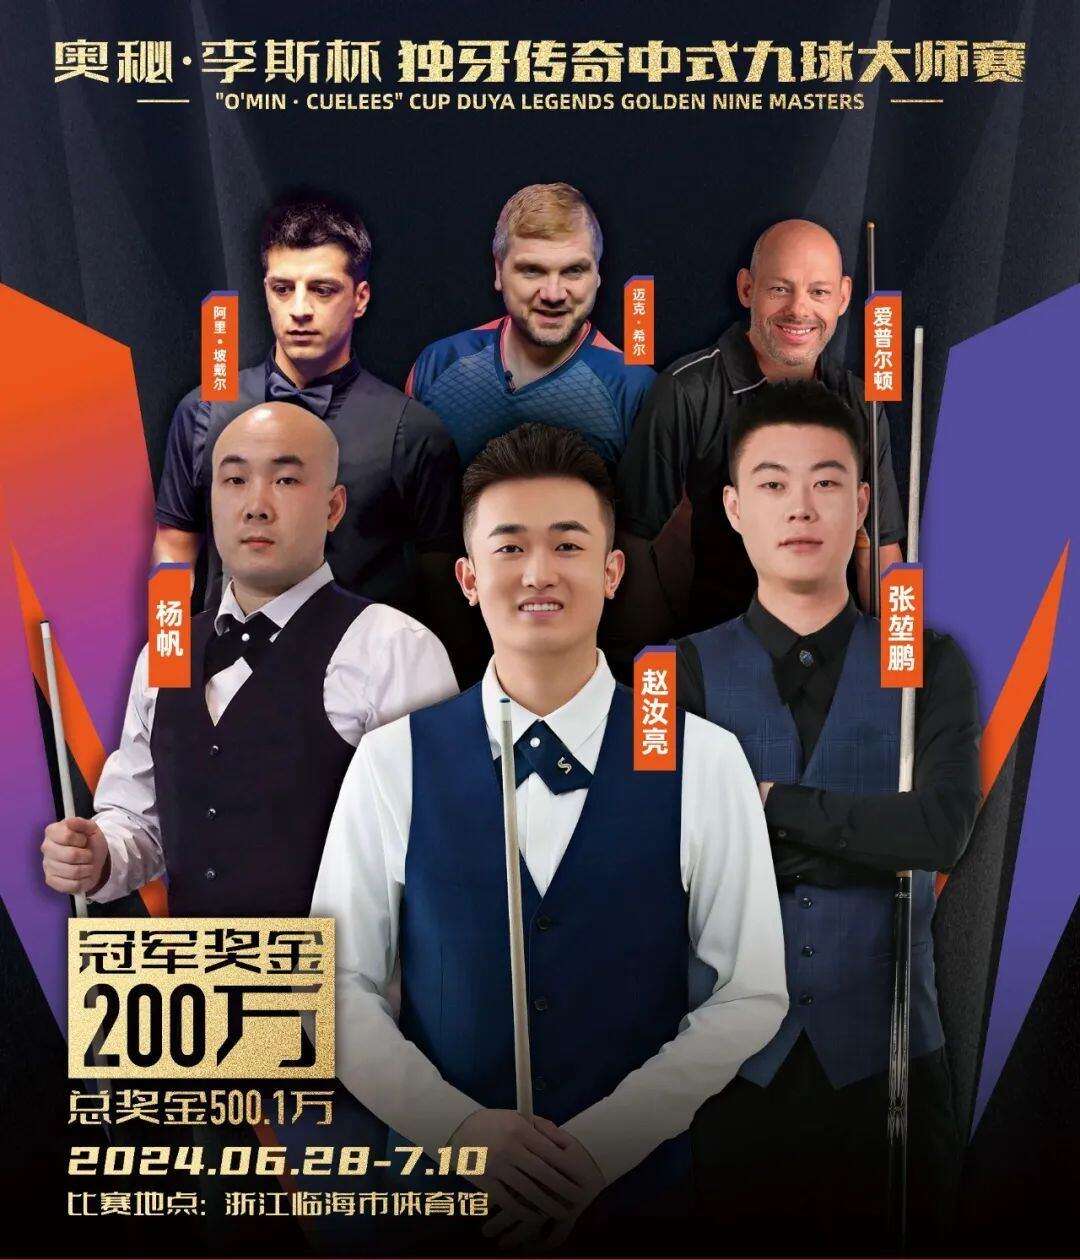 奥秘·李斯杯 独牙传奇中式九球大师赛
"O'MIN · CUELEES" CUP DUYA LEGENDS GOLDEN NINE MASTERS
阿里·坡戴尔
迈克·希尔
爱普尔顿
杨帆
赵汝亮
张堃鹏
冠军奖金
200万
总奖金500.1万
2024.06.28-7.10
比赛地点：浙江临海市体育馆